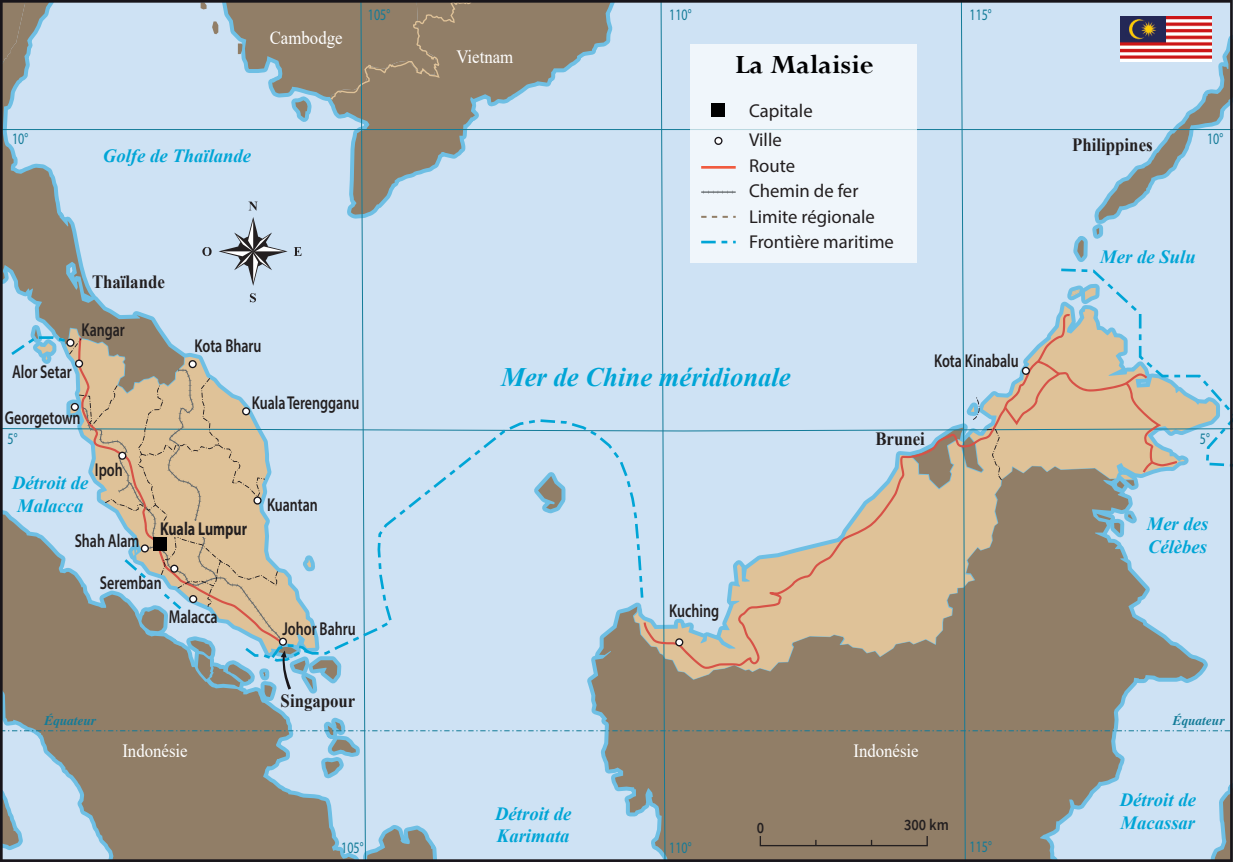 105°
110°
115°
Cambodge
Vietnam
La Malaisie
Capitale
Ville
Route
Chemin de fer
Limite régionale
Frontière maritime
10°
10°
Golfe de Thaïlande
Philippines
N
O
E
S
Mer de Sulu
Thaïlande
Kangar
Kota Bharu
Alor Setar
Kota Kinabalu
Mer de Chine méridionale
Kuala Terengganu
Georgetown
5°
5°
Brunei
Ipoh
Détroit de
Malacca
Kuantan
Kuala Lumpur
Shah Alam
Mer des
Célèbes
Seremban
Malacca
Kuching
Johor Bahru
Singapour
Équateur
Équateur
Indonésie
Indonésie
Détroit de
Karimata
Détroit de
Macassar
0
300 km
105°
110°
115°